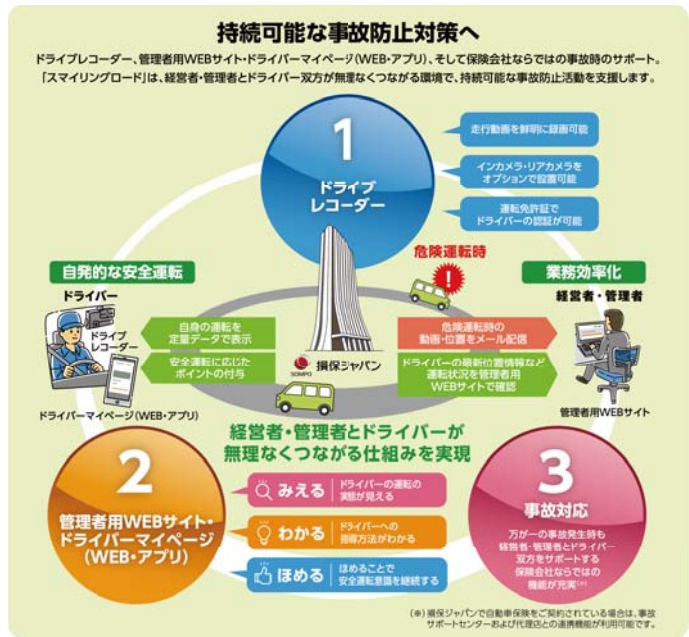 持続可能な事故防止対策へ
ドライブレコーダー、管理者用WEBサイト・ドライバーマイページ(WEB・アプリ)、そして保険会社ならではの事故時のサポート。
「スマイリングロード」は、経営者・管理者とドライバー双方が無理なくつながる環境で、持続可能な事故防止活動を支援します。
1
ドライブ
レコーダー
走行動画を鮮明に録画可能
インカメラ・リアカメラを
オプションで設置可能
運転免許証で
ドライバーの認証が可能
危険運転時
!
自発的な安全運転
ドライバー
ドライブ
レコーダー
自身の運転を
定量データで表示
安全運転に応じた
ポイントの付与
ドライバーマイページ(WEB・アプリ)
SOMPO
損保ジャパン
業務効率化
経営者・管理者
危険運転時の
動画・位置をメール配信
ドライバーの最新位置情報など
運転状況を管理者用
WEBサイトで確認
管理者用WEBサイト
経営者・管理者とドライバーが
無理なくつながる仕組みを実現
2
管理者用WEBサイト・
ドライバーマイページ
(WEB・アプリ)
みえる
ドライバーの運転の
実態が見える
わかる
ドライバーへの
指導方法がわかる
ほめる
ほめることで
安全運転意識を継続する
3
事故対応
万が一の事故発生時も
経営者・管理者とドライバー
双方をサポートする
保険会社ならではの
機能が充実(※)
(※)損保ジャパンで自動車保険をご契約されている場合は、事故
サポートセンターおよび代理店との連携機能が利用可能です。